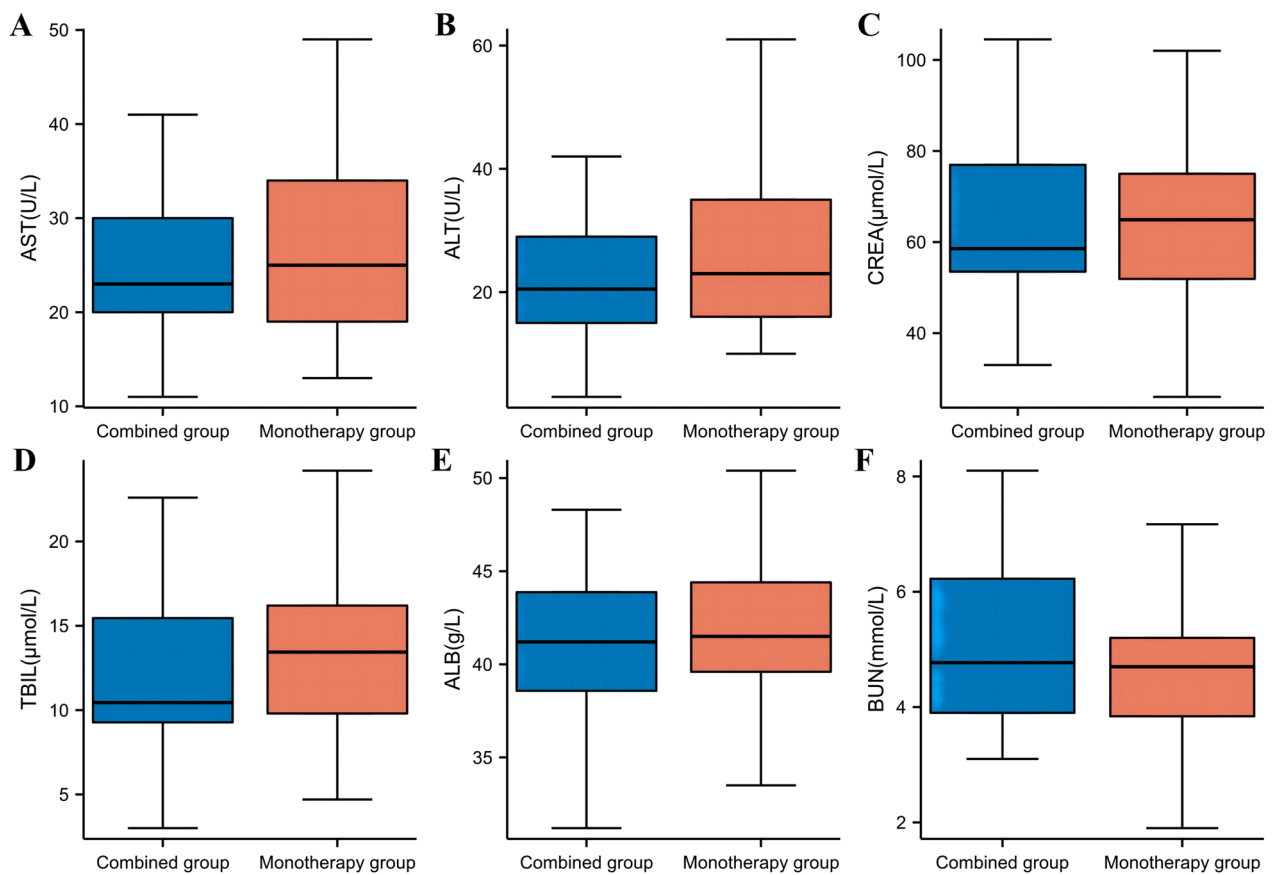 A
AST(U/L)
50
40
30
20
10
Combined group
Monotherapy group
B
ALT(U/L)
60
40
20
Combined group
Monotherapy group
C
CREA(μmol/L)
100
80
60
40
Combined group
Monotherapy group
D
TBIL(μmol/L)
20
15
10
5
Combined group
Monotherapy group
E
ALB(g/L)
50
45
40
35
Combined group
Monotherapy group
F
BUN(mmol/L)
8
6
4
2
Combined group
Monotherapy group